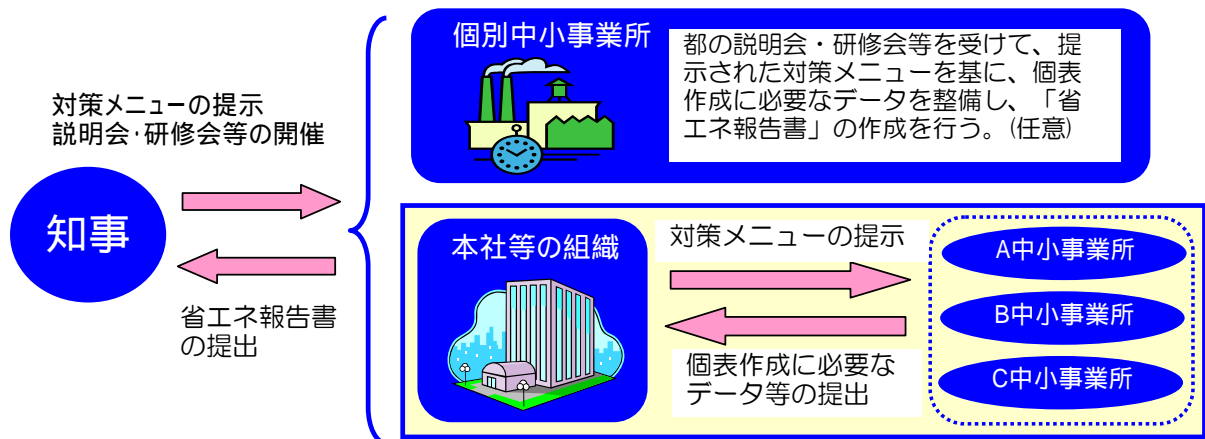 対策メニューの提示
説明会・研修会等の開催
知事
省エネ報告書
の提出
個別中小事業所
都の説明会・研修会等を受けて、提
示された対策メニューを基に、個表
作成に必要なデータを整備し、「省
エネ報告書」の作成を行う。(任意)
本社等の組織
対策メニューの提示
個表作成に必要な
データ等の提出
A中小事業所
B中小事業所
C中小事業所